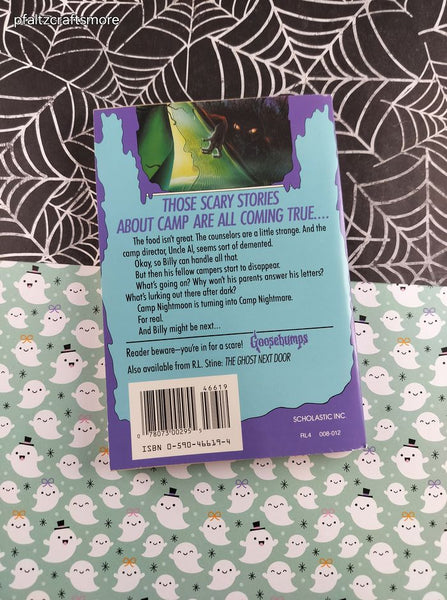 pfaltzcraftsmore
THOSE SCARY STORIES
ABOUT CAMP ARE ALL COMING TRUE....
The food isn't great. The counselors are a little strange. And the
camp director, Uncle Al, seems sort of demented.
Okay, so Billy can handle all that.
But then his fellow campers start to disappear.
What's going on? Why won't his parents answer his letters?
What's lurking out there after dark?
Camp Nightmoon is turning into Camp Nightmare.
For real.
And Billy might be next...
Reader beware—you're in for a scare! Goosebumps
Also available from R.L. Stine: THE GHOST NEXT DOOR
46619
0 78073 00295 5
ISBN 0-590-46619-4
SCHOLASTIC INC.
RL4 008-012